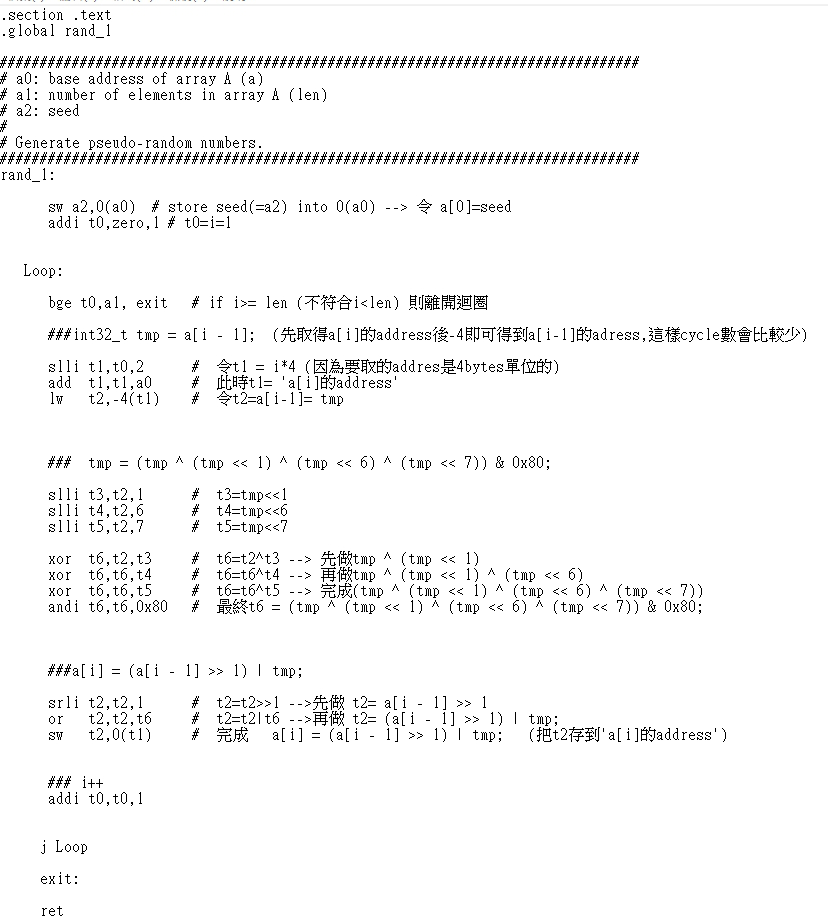 .section .text
.global rand_1
################################################################################
# a0: base address of array A (a)
# a1: number of elements in array A (len)
# a2: seed
#
# Generate pseudo-random numbers.
################################################################################
rand_1:
sw a2,0(a0) # store seed(=a2) into 0(a0) --> 令 a[0]=seed
addi t0,zero,1 # t0=i=1
Loop:
bge t0,a1, exit # if i>= len (不符合i<len) 則離開迴圈
###int32_t tmp = a[i - 1]; (先取得a[i]的address後-4即可得到a[i-1]的adress,這樣cycle數會比較少)
slli t1,t0,2 # 令t1 = i*4 (因為要取的addres是4bytes單位的)
add t1,t1,a0 # 此時t1= 'a[i]的address'
lw t2,-4(t1) # 令t2=a[i-1]= tmp
### tmp = (tmp ^ (tmp << 1) ^ (tmp << 6) ^ (tmp << 7)) & 0x80;
slli t3,t2,1 # t3=tmp<<1
slli t4,t2,6 # t4=tmp<<6
slli t5,t2,7 # t5=tmp<<7
xor t6,t2,t3 # t6=t2^t3 --> 先做tmp ^ (tmp << 1)
xor t6,t6,t4 # t6=t6^t4 --> 再做tmp ^ (tmp << 1) ^ (tmp << 6)
xor t6,t6,t5 # t6=t6^t5 --> 完成(tmp ^ (tmp << 1) ^ (tmp << 6) ^ (tmp << 7))
andi t6,t6,0x80 # 最終t6 = (tmp ^ (tmp << 1) ^ (tmp << 6) ^ (tmp << 7)) & 0x80;
###a[i] = (a[i - 1] >> 1) | tmp;
srli t2,t2,1 # t2=t2>>1 -->先做 t2= a[i - 1] >> 1
or t2,t2,t6 # t2=t2|t6 -->再做 t2= (a[i - 1] >> 1) | tmp;
sw t2,0(t1) # 完成 a[i] = (a[i - 1] >> 1) | tmp; (把t2存到'a[i]的address')
### i++
addi t0,t0,1
j Loop
exit:
ret